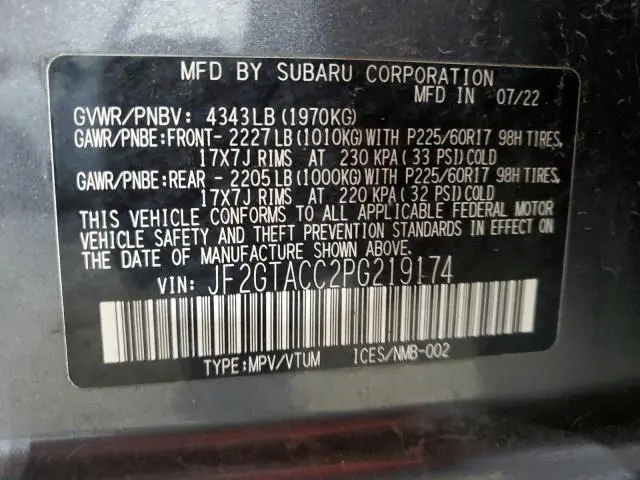 MFD BY SUBARU CORPORATION
MFD IN 07/22
GVWR/PNBV: 4343LB(1970KG)
GAWR/PNBE:FRONT- 2227LB(1010KG)WITH P225/60R17 98H TIRES,
17X7J RIMS AT 230 KPA( 33 PSI)COLD
GAWR/PNBE:REAR - 2205LB(1000KG)WITH P225/60R17 98H TIRES,
17X7J RIMS AT 220 KPA( 32 PSI)COLD
THIS VEHICLE CONFORMS TO ALL APPLICABLE FEDERAL MOTOR
VEHICLE SAFETY AND THEFT PREVENTION STANDARDS IN EFFECT ON
THE DATE OF MANUFACTURE SHOWN ABOVE.
VIN: JF2GTACC2PG219174
TYPE:MPV/VTUM ICES/NMB-002